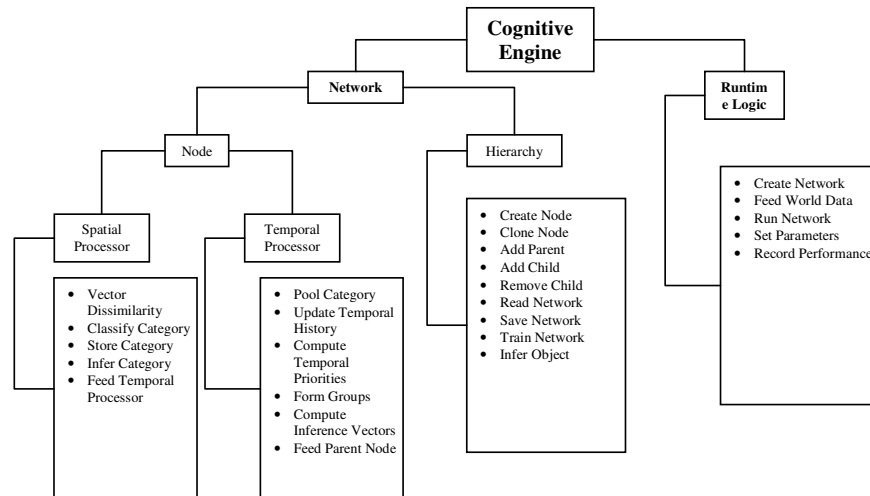 Cognitive
Engine
Network
Runtim
e Logic
Node
Hierarchy
Spatial
Processor
Temporal
Processor
• Vector
Dissimilarity
• Classify Category
• Store Category
• Infer Category
• Feed Temporal
Processor
• Pool Category
• Update Temporal
History
• Compute
Temporal
Priorities
• Form Groups
• Compute
Inference Vectors
• Feed Parent Node
• Create Node
• Clone Node
• Add Parent
• Add Child
• Remove Child
• Read Network
• Save Network
• Train Network
• Infer Object
• Create Network
• Feed World Data
• Run Network
• Set Parameters
• Record Performance